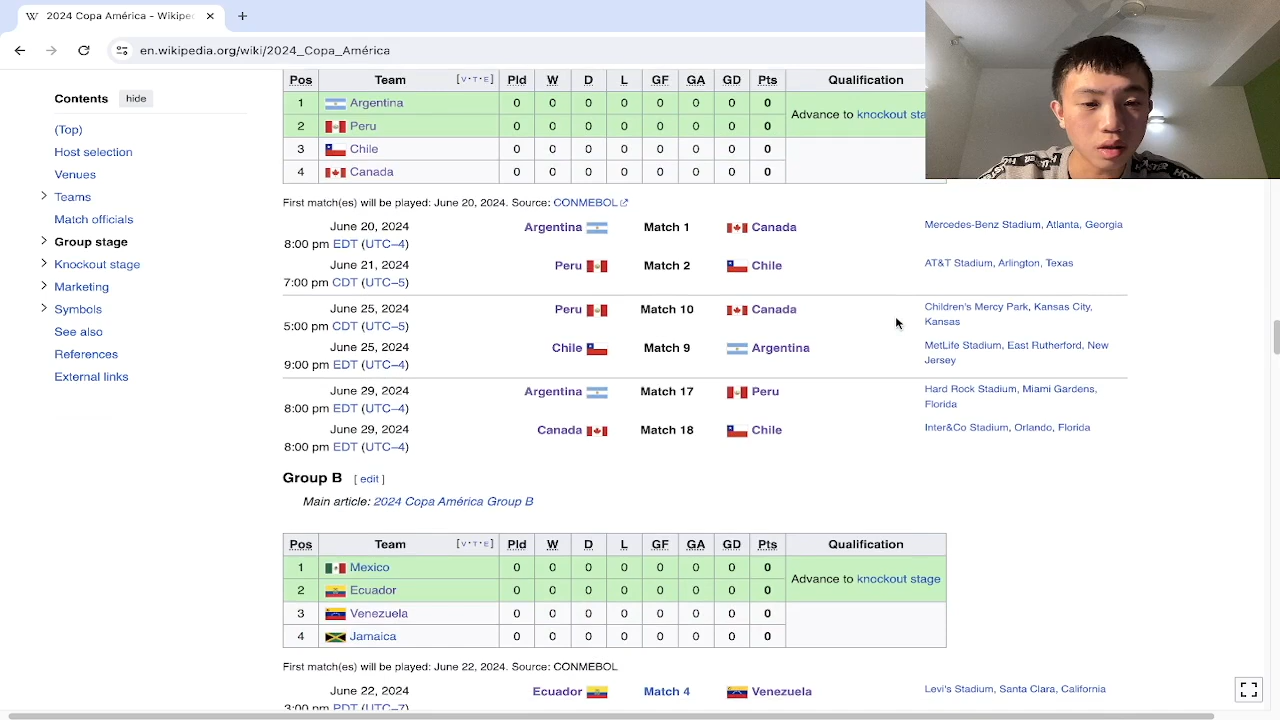 2024 Copa América - Wikipe
en.wikipedia.org/wiki/2024_Copa_América
Contents hide
(Top)
Host selection
Venues
Teams
Match officials
Group stage
Knockout stage
Marketing
Symbols
See also
References
External links
Pos Team [V·T·E] Pld W D L GF GA GD Pts Qualification
1 Argentina 0 0 0 0 0 0 0 0 Advance to knockout sta
2 Peru 0 0 0 0 0 0 0 0
3 Chile 0 0 0 0 0 0 0 0
4 Canada 0 0 0 0 0 0 0 0
First match(es) will be played: June 20, 2024. Source: CONMEBOL
Argentina Match 1 Canada Mercedes-Benz Stadium, Atlanta, Georgia
8:00 pm EDT (UTC–4)
June 21, 2024 Peru Match 2 Chile AT&T Stadium, Arlington, Texas
7:00 pm CDT (UTC–5)
June 25, 2024 Peru Match 10 Canada Children's Mercy Park, Kansas City,
5:00 pm CDT (UTC–5) Kansas
June 25, 2024 Chile Match 9 Argentina MetLife Stadium, East Rutherford, New
9:00 pm EDT (UTC–4) Jersey
June 29, 2024 Argentina Match 17 Peru Hard Rock Stadium, Miami Gardens,
8:00 pm EDT (UTC–4) Florida
June 29, 2024 Canada Match 18 Chile Inter&Co Stadium, Orlando, Florida
8:00 pm EDT (UTC–4)
Group B [ edit ]
Main article: 2024 Copa América Group B
Pos Team [V·T·E] Pld W D L GF GA GD Pts Qualification
1 Mexico 0 0 0 0 0 0 0 0 Advance to knockout stage
2 Ecuador 0 0 0 0 0 0 0 0
3 Venezuela 0 0 0 0 0 0 0 0
4 Jamaica 0 0 0 0 0 0 0 0
First match(es) will be played: June 22, 2024. Source: CONMEBOL
Ecuador Match 4 Venezuela Levi's Stadium, Santa Clara, California